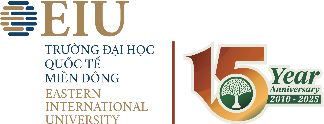 EIU
TRƯỜNG ĐẠI HỌC
QUỐC TẾ
MIỀN ĐÔNG
EASTERN
INTERNATIONAL
UNIVERSITY
15 Year
Anniversary
2010 - 2025